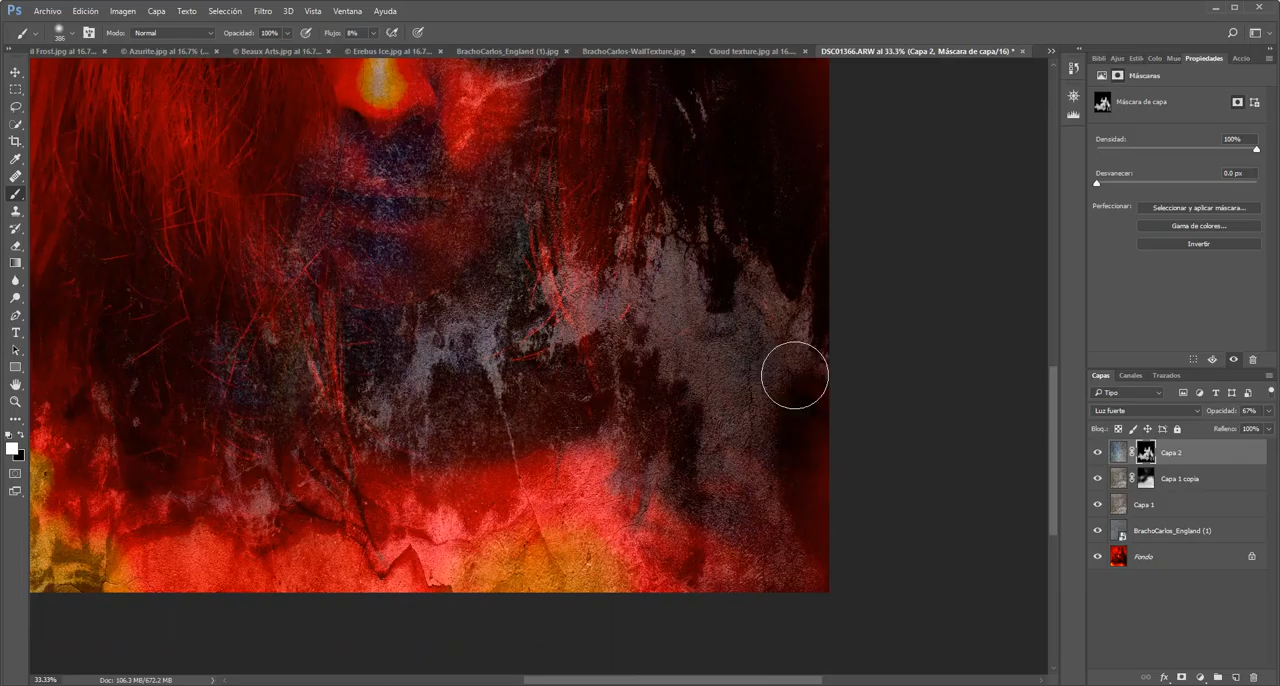 Ps Archivo Edición Imagen Capa Texto Selección Filtro 3D Vista Ventana Ayuda
386 Modo: Normal Opacidad: 100% Flujo: 8%
il Frost.jpg al 16.7% (... © Azurite.jpg al 16.7% (... © Beaux Arts.jpg al 16.7%... © Erebus Ice.jpg al 16.7%... BrachoCarlos_England (1).jpg BrachoCarlos-WallTexture.jpg Cloud texture.jpg al 16.... DSC01366.ARW al 33.3% (Capa 2, Máscara de capa/16) *
Bibli Ajus Estil Colo Mue Propiedades Accio
Máscaras
Máscara de capa
Densidad: 100%
Desvanecer: 0.0 px
Perfeccionar: Seleccionar y aplicar máscara...
Gama de colores...
Invertir
Capas Canales Trazados
Tipo
Luz fuerte Opacidad: 67%
Bloq.: Relleno: 100%
Capa 2
Capa 1 copia
Capa 1
BrachoCarlos_England (1)
Fondo
33.33% Doc: 106.3 MB/672.2 MB
fx